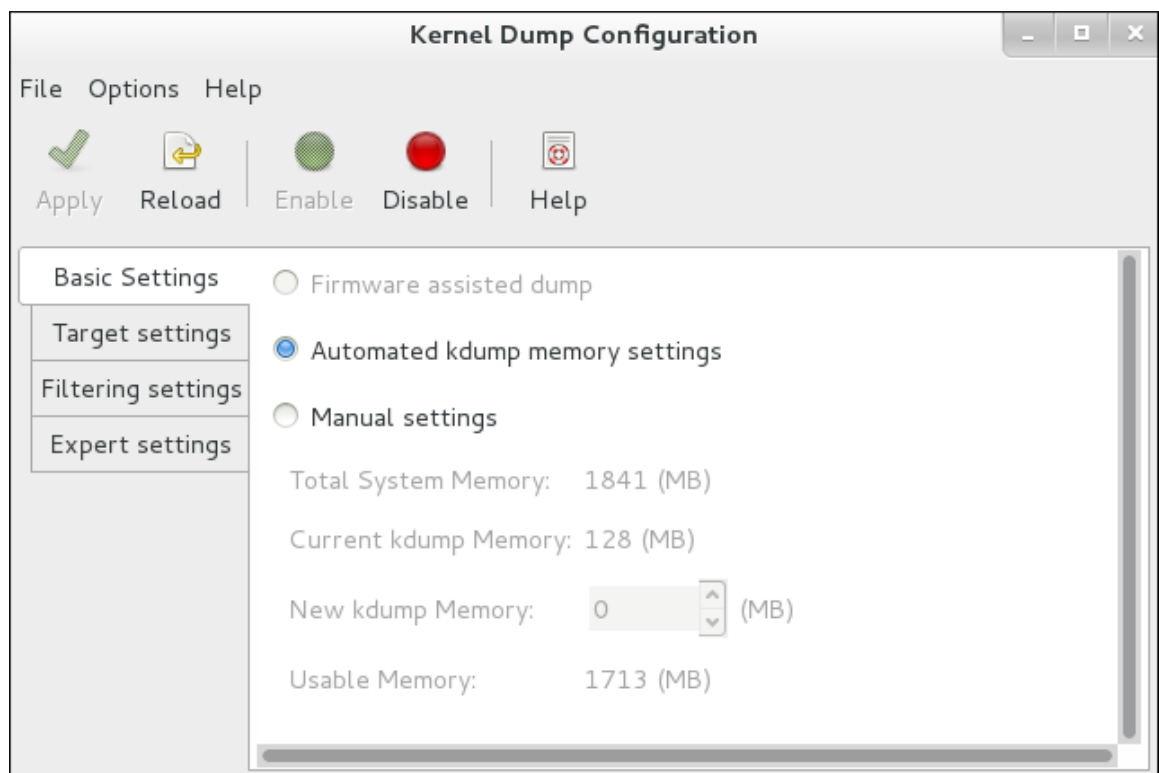 Kernel Dump Configuration
File Options Help
Apply Reload Enable Disable Help
Basic Settings
Target settings
Filtering settings
Expert settings
Firmware assisted dump
Automated kdump memory settings
Manual settings
Total System Memory: 1841 (MB)
Current kdump Memory: 128 (MB)
New kdump Memory: 0 (MB)
Usable Memory: 1713 (MB)